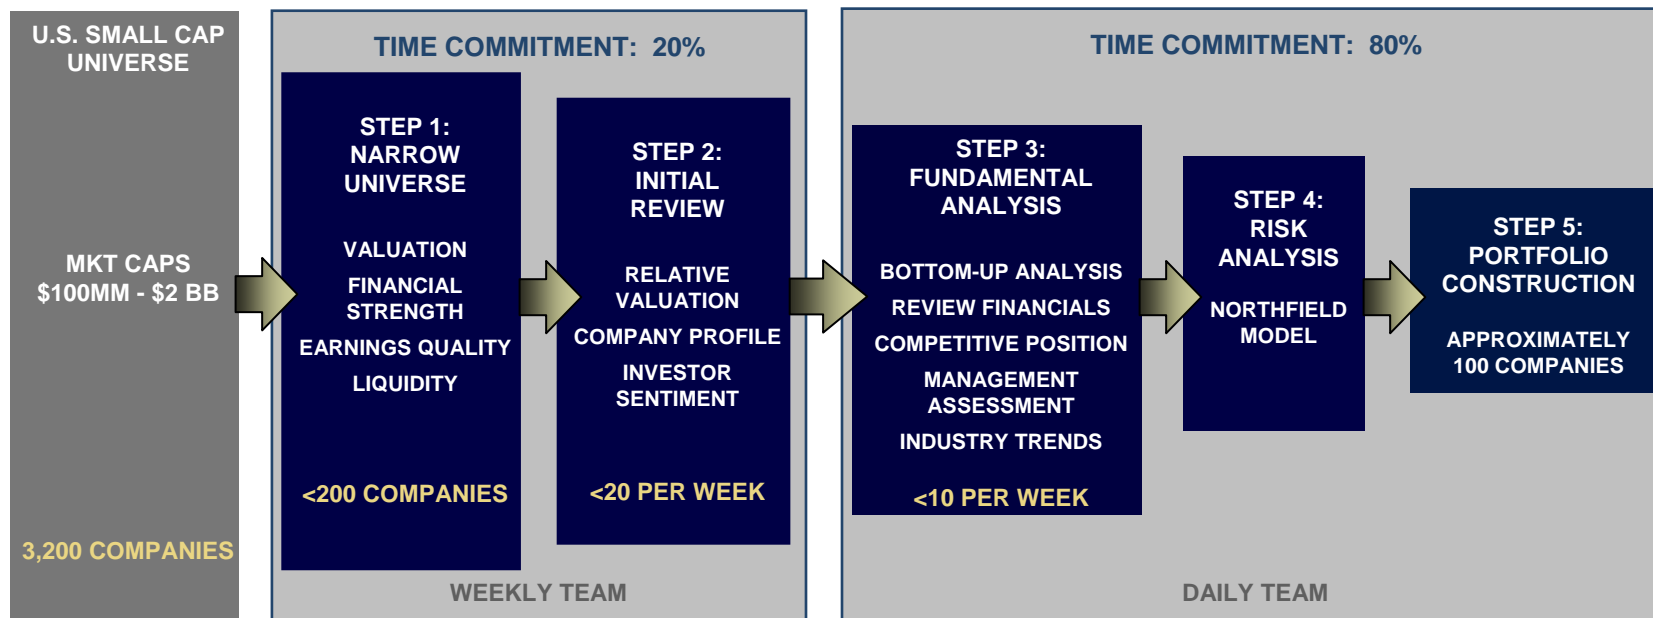 U.S. SMALL CAP
UNIVERSE
MKT CAPS
$100MM - $2 BB
3,200 COMPANIES
TIME COMMITMENT: 20%
STEP 1:
NARROW
UNIVERSE
VALUATION
FINANCIAL
STRENGTH
EARNINGS QUALITY
LIQUIDITY
<200 COMPANIES
STEP 2:
INITIAL
REVIEW
RELATIVE
VALUATION
COMPANY PROFILE
INVESTOR
SENTIMENT
<20 PER WEEK
WEEKLY TEAM
TIME COMMITMENT: 80%
STEP 3:
FUNDAMENTAL
ANALYSIS
BOTTOM-UP ANALYSIS
REVIEW FINANCIALS
COMPETITIVE POSITION
MANAGEMENT
ASSESSMENT
INDUSTRY TRENDS
<10 PER WEEK
STEP 4:
RISK
ANALYSIS
NORTHFIELD
MODEL
STEP 5:
PORTFOLIO
CONSTRUCTION
APPROXIMATELY
100 COMPANIES
DAILY TEAM